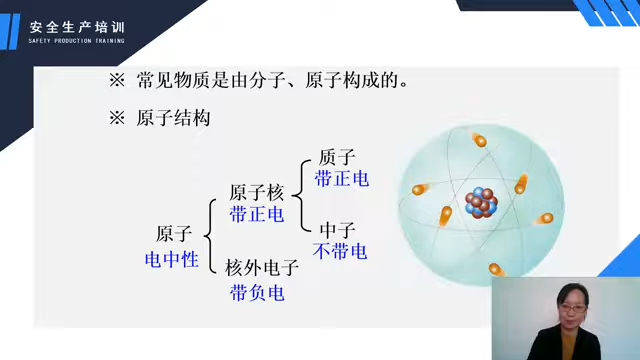 安全生产培训
SAFETY PRODUCTION TRAINING
※ 常见物质是由分子、原子构成的。
※ 原子结构
原子
电中性
原子核
带正电
核外电子
带负电
质子
带正电
中子
不带电